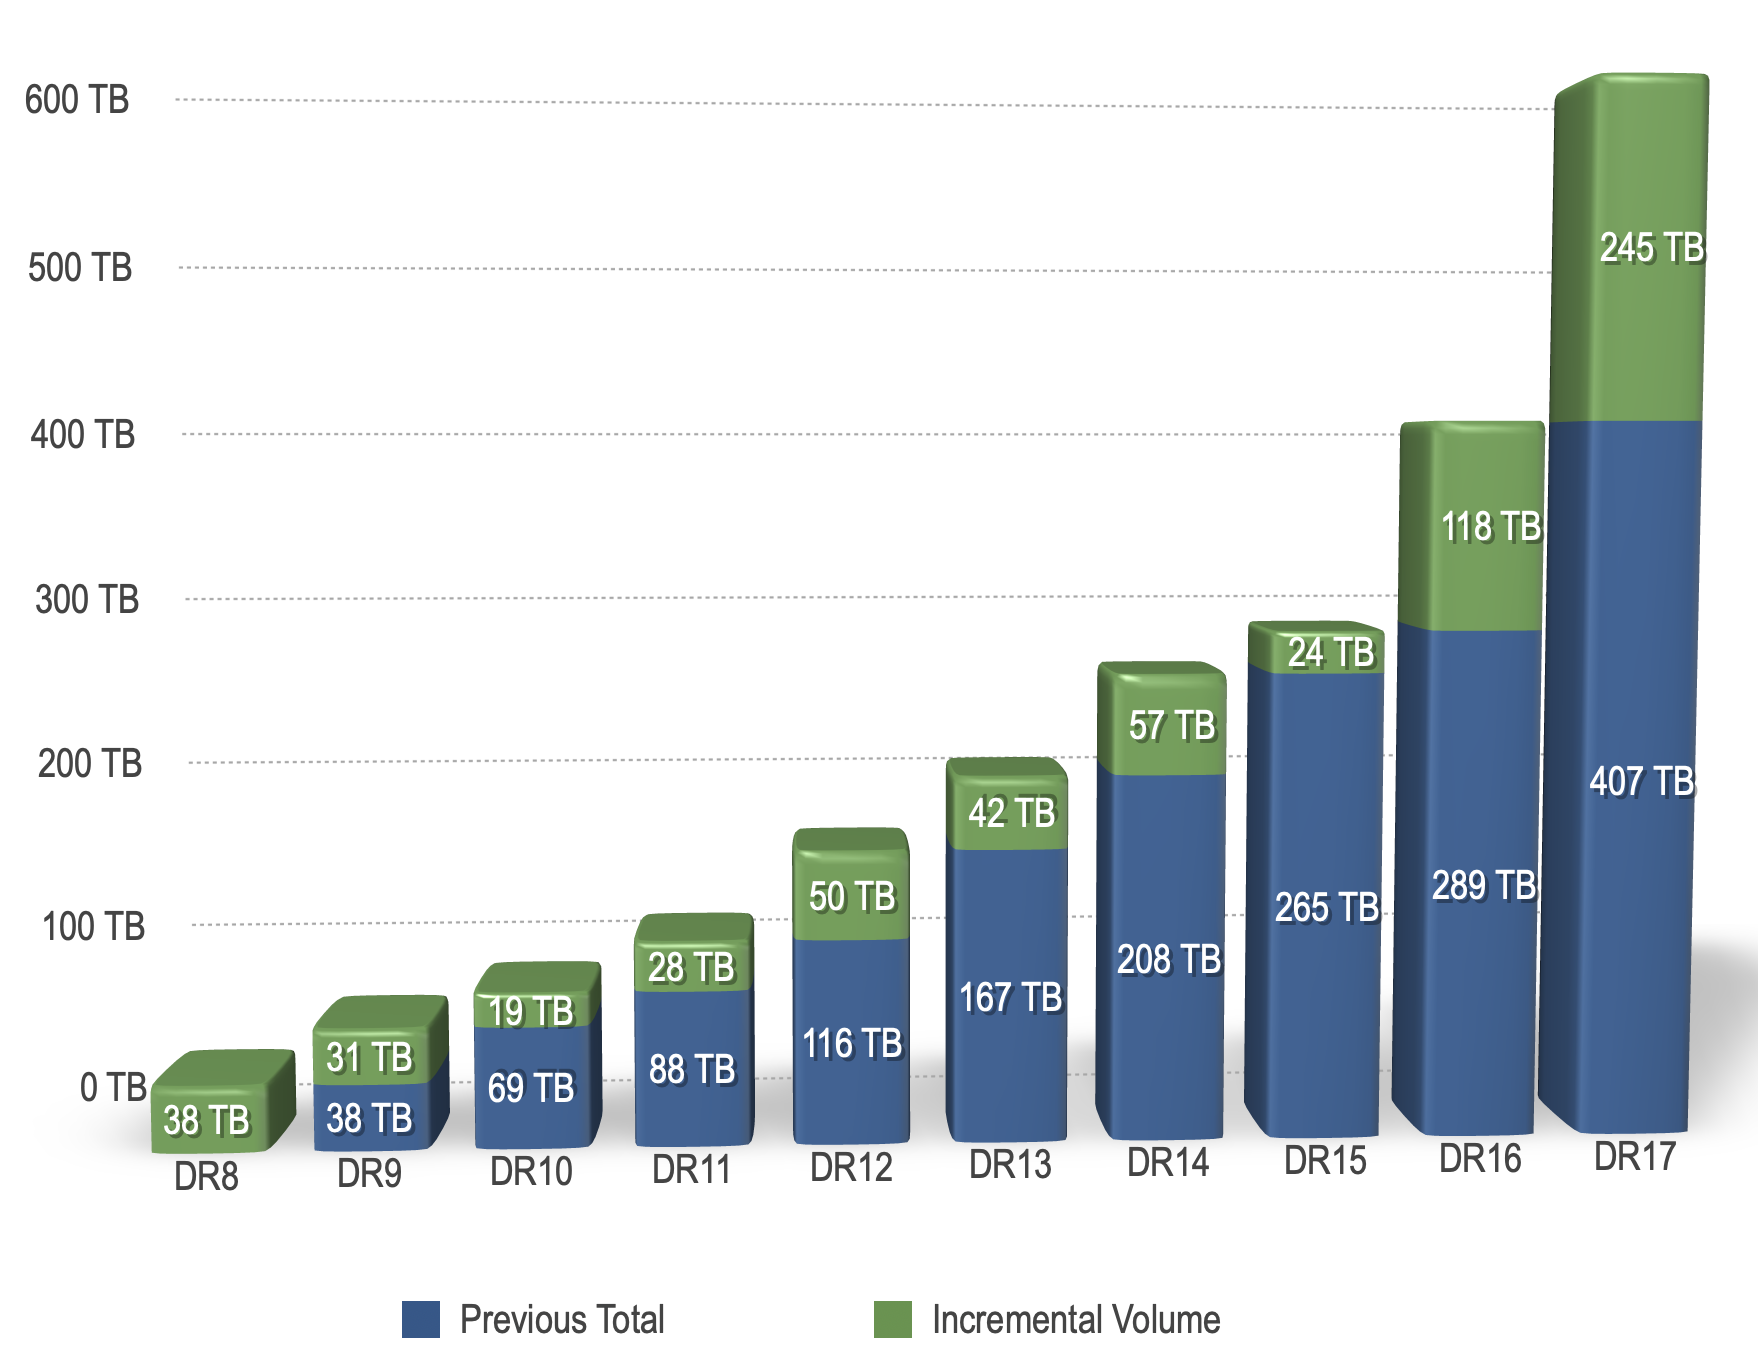 600 TB
500 TB
400 TB
300 TB
200 TB
100 TB
0 TB
38 TB
31 TB
38 TB
19 TB
69 TB
28 TB
88 TB
50 TB
116 TB
42 TB
167 TB
57 TB
208 TB
24 TB
265 TB
118 TB
289 TB
245 TB
407 TB
DR8 DR9 DR10 DR11 DR12 DR13 DR14 DR15 DR16 DR17
Previous Total Incremental Volume